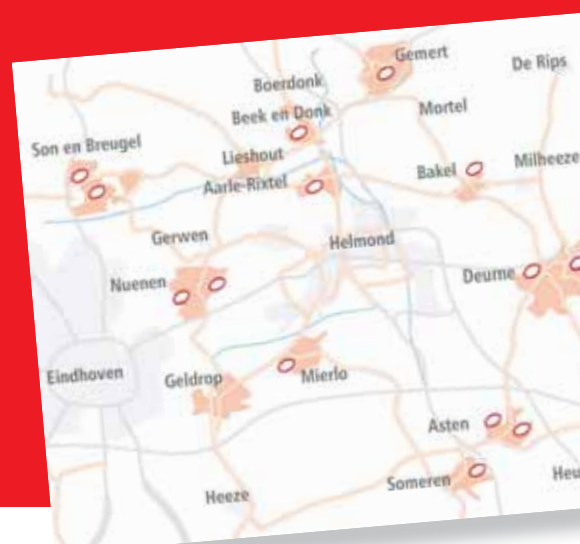 Gemert
De Rips
Boerdonk
Mortel
Beek en Donk
Son en Breugel
Lieshout
Bakel
Milheeze
Aarle-Rixtel
Gerwen
Helmond
Nuenen
Deurne
Eindhoven
Geldrop
Mierlo
Asten
Someren
Heu
Heeze